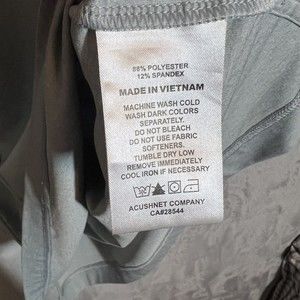 88% POLYESTER
12% SPANDEX
MADE IN VIETNAM
MACHINE WASH COLD
WASH DARK COLORS
SEPARATELY.
DO NOT BLEACH
DO NOT USE FABRIC
SOFTENERS.
TUMBLE DRY LOW
REMOVE IMMEDIATELY
COOL IRON IF NECESSARY
ACUSHNET COMPANY
CA#28544